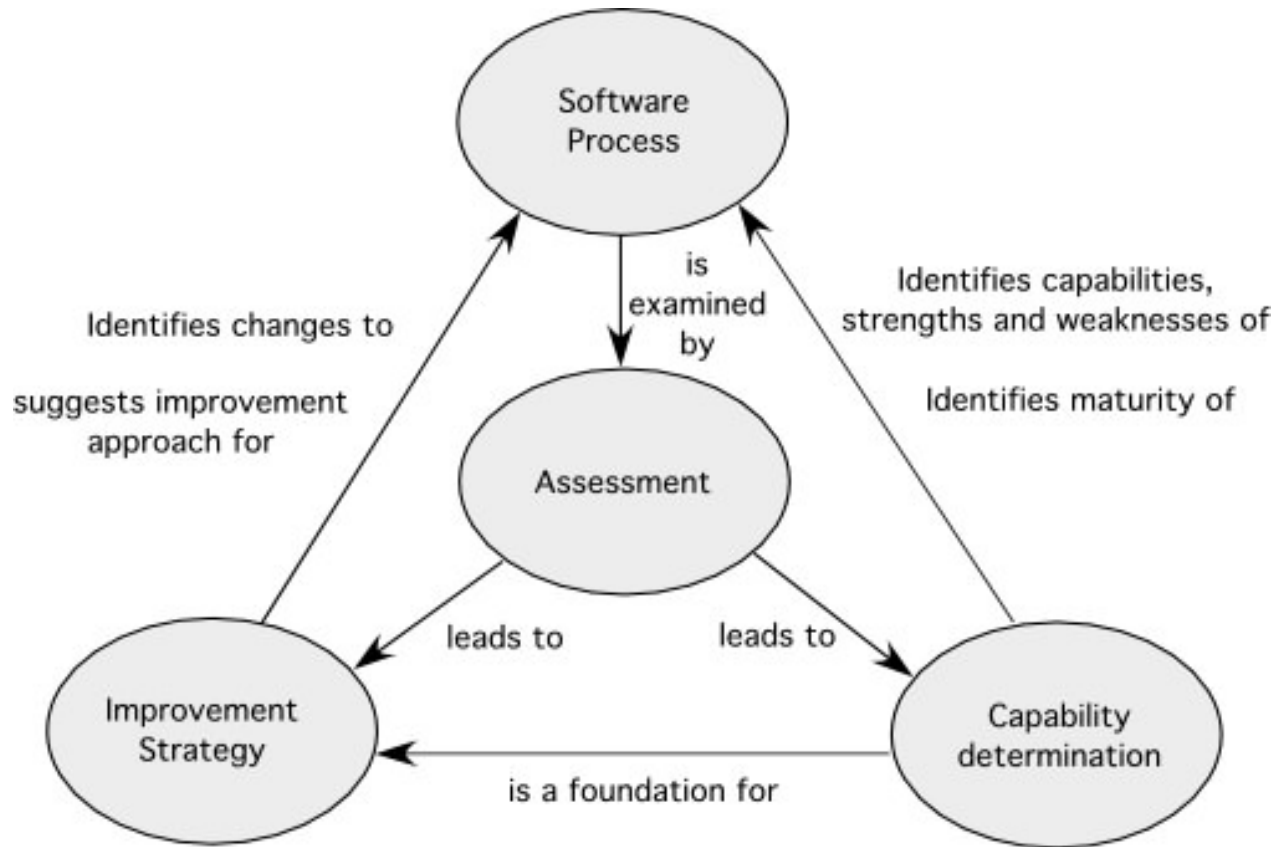 Software
Process
is
examined
by
Identifies capabilities,
strengths and weaknesses of
Identifies maturity of
Identifies changes to
suggests improvement
approach for
Assessment
leads to
leads to
Improvement
Strategy
Capability
determination
is a foundation for